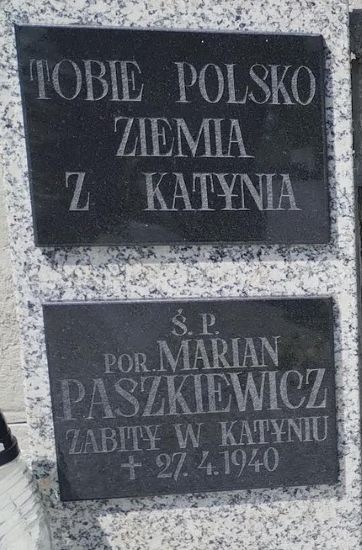 TOBIE POLSKO
ZIEMIA
Z KATYNIA
Ś. P.
POR. MARIAN
PASZKIEWICZ
ZABITY W KATYNIU
+ 27. 4. 1940